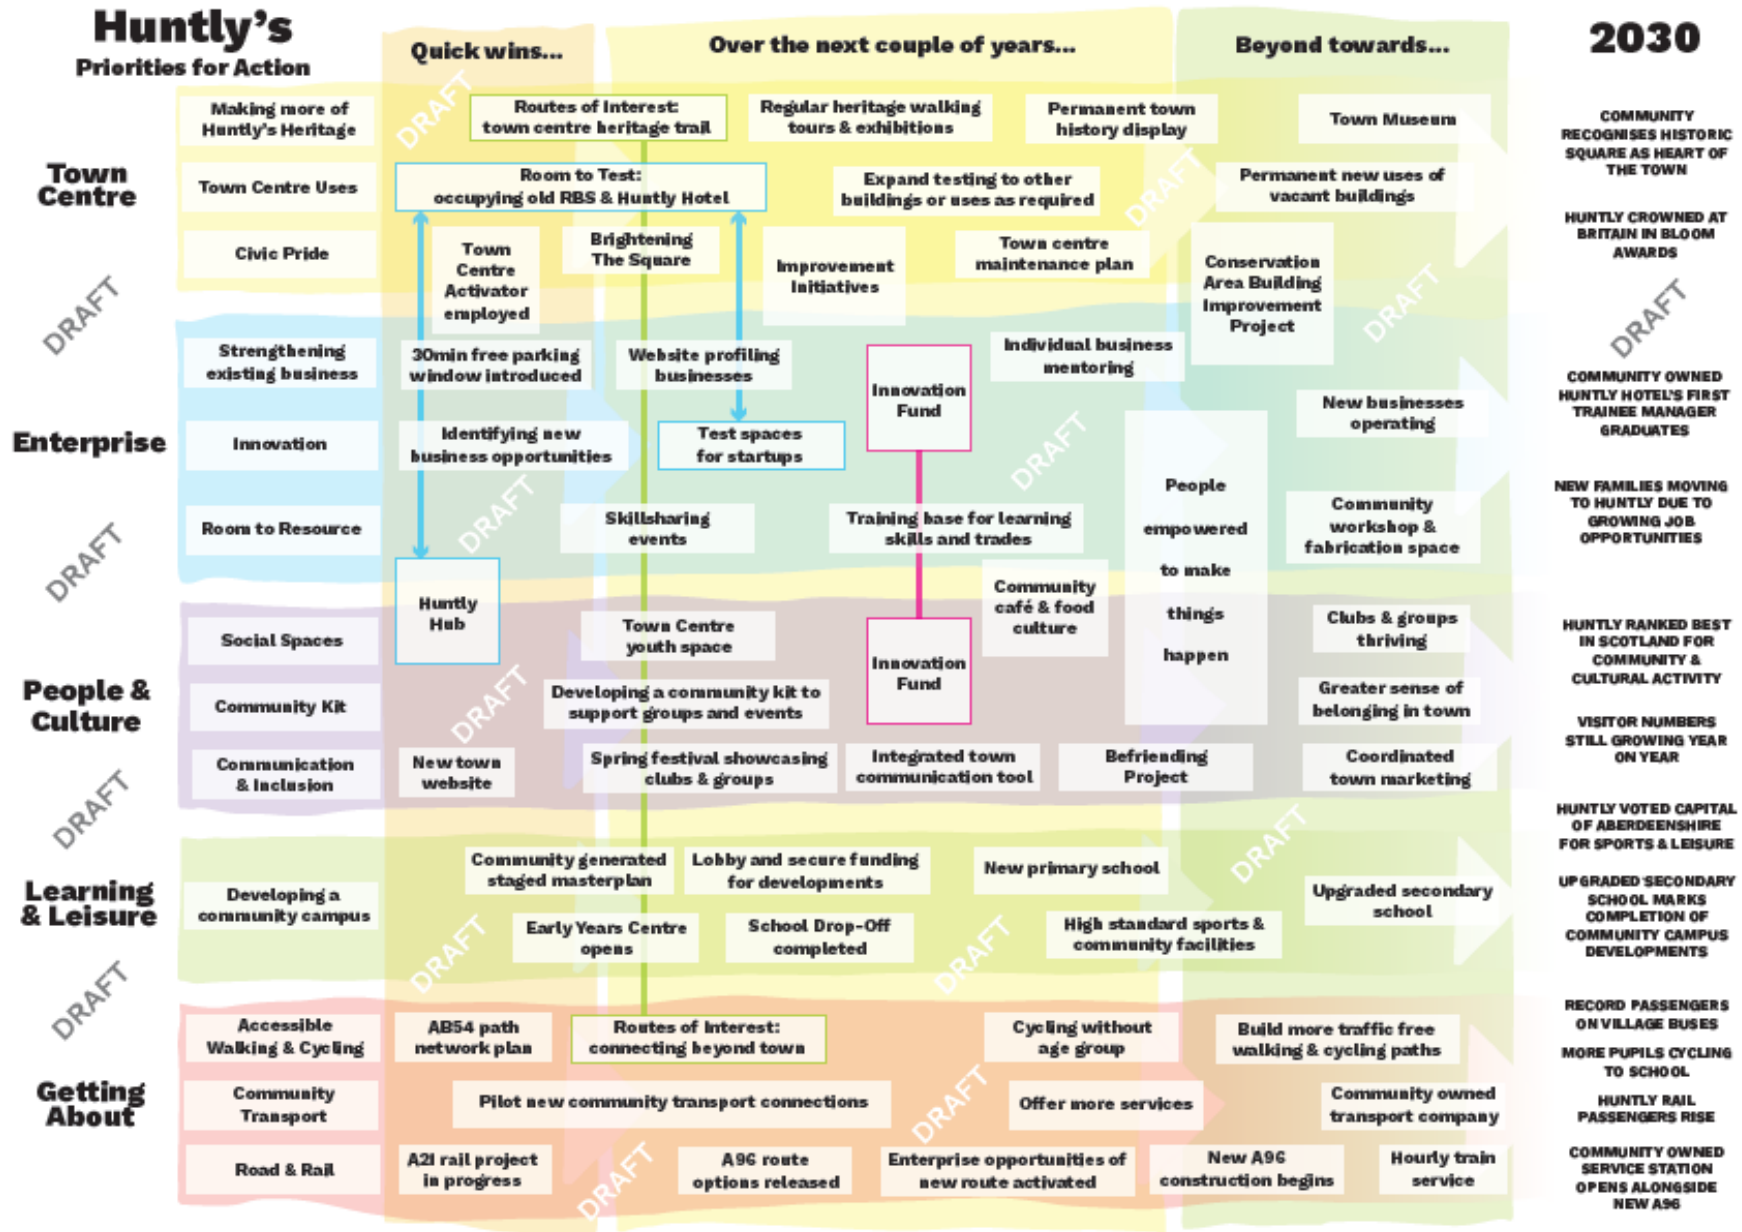 Huntly's
Priorities for Action
Quick wins...
Over the next couple of years...
Beyond towards...
2030
Town
Centre
Making more of
Huntly's Heritage
Routes of Interest:
town centre heritage trail
Regular heritage walking
tours & exhibitions
Permanent town
history display
Town Museum
Town Centre Uses
Room to Test:
occupying old RBS & Huntly Hotel
Expand testing to other
buildings or uses as required
Permanent new uses of
vacant buildings
Civic Pride
Town
Centre
Activator
employed
Brightening
The Square
Improvement
Initiatives
Town centre
maintenance plan
Conservation
Area Building
Improvement
Project
COMMUNITY
RECOGNISES HISTORIC
SQUARE AS HEART OF
THE TOWN
HUNTLY CROWNED AT
BRITAIN IN BLOOM
AWARDS
DRAFT
DRAFT
DRAFT
DRAFT
DRAFT
Enterprise
Strengthening
existing business
30min free parking
window introduced
Website profiling
businesses
Innovation
Fund
Individual business
mentoring
Innovation
Identifying new
business opportunities
Test spaces
for startups
New businesses
operating
Room to Resource
Skillsharing
events
Training base for learning
skills and trades
People
empowered
to make
things
happen
Community
workshop &
fabrication space
COMMUNITY OWNED
HUNTLY HOTEL'S FIRST
TRAINEE MANAGER
GRADUATES
NEW FAMILIES MOVING
TO HUNTLY DUE TO
GROWING JOB
OPPORTUNITIES
DRAFT
DRAFT
DRAFT
People &
Culture
Social Spaces
Huntly
Hub
Town Centre
youth space
Innovation
Fund
Community
café & food
culture
Clubs & groups
thriving
Community Kit
Developing a community kit to
support groups and events
Greater sense of
belonging in town
Communication
& Inclusion
New town
website
Spring festival showcasing
clubs & groups
Integrated town
communication tool
Befriending
Project
Coordinated
town marketing
HUNTLY RANKED BEST
IN SCOTLAND FOR
COMMUNITY &
CULTURAL ACTIVITY
VISITOR NUMBERS
STILL GROWING YEAR
ON YEAR
DRAFT
DRAFT
DRAFT
Learning
& Leisure
Developing a
community campus
Community generated
staged masterplan
Lobby and secure funding
for developments
New primary school
Early Years Centre
opens
School Drop-Off
completed
High standard sports &
community facilities
Upgraded secondary
school
HUNTLY VOTED CAPITAL
OF ABERDEENSHIRE
FOR SPORTS & LEISURE
UPGRADED SECONDARY
SCHOOL MARKS
COMPLETION OF
COMMUNITY CAMPUS
DEVELOPMENTS
DRAFT
DRAFT
DRAFT
Getting
About
Accessible
Walking & Cycling
AB54 path
network plan
Routes of Interest:
connecting beyond town
Cycling without
age group
Build more traffic free
walking & cycling paths
Community
Transport
Pilot new community transport connections
Offer more services
Community owned
transport company
Road & Rail
A2I rail project
in progress
A96 route
options released
Enterprise opportunities of
new route activated
New A96
construction begins
Hourly train
service
RECORD PASSENGERS
ON VILLAGE BUSES
MORE PUPILS CYCLING
TO SCHOOL
HUNTLY RAIL
PASSENGERS RISE
COMMUNITY OWNED
SERVICE STATION
OPENS ALONGSIDE
NEW A96
DRAFT
DRAFT